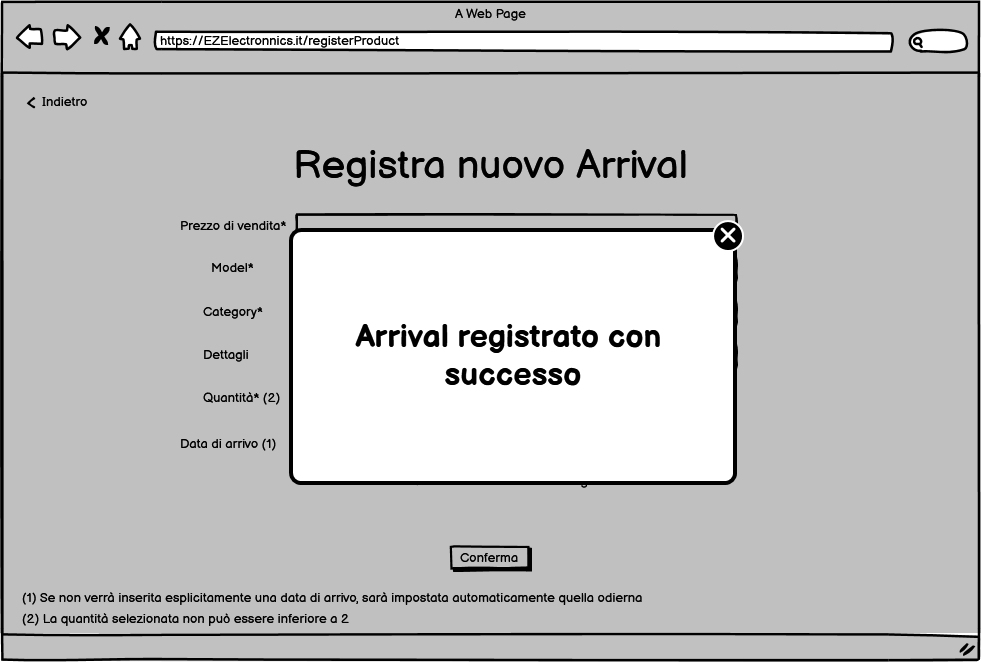 A Web Page
https://EZElectronnics.it/registerProduct
Indietro
Registra nuovo Arrival
Prezzo di vendita*
Model*
Category*
Dettagli
Quantità* (2)
Data di arrivo (1)
Arrival registrato con
successo
Conferma
(1) Se non verrà inserita esplicitamente una data di arrivo, sarà impostata automaticamente quella odierna
(2) La quantità selezionata non può essere inferiore a 2